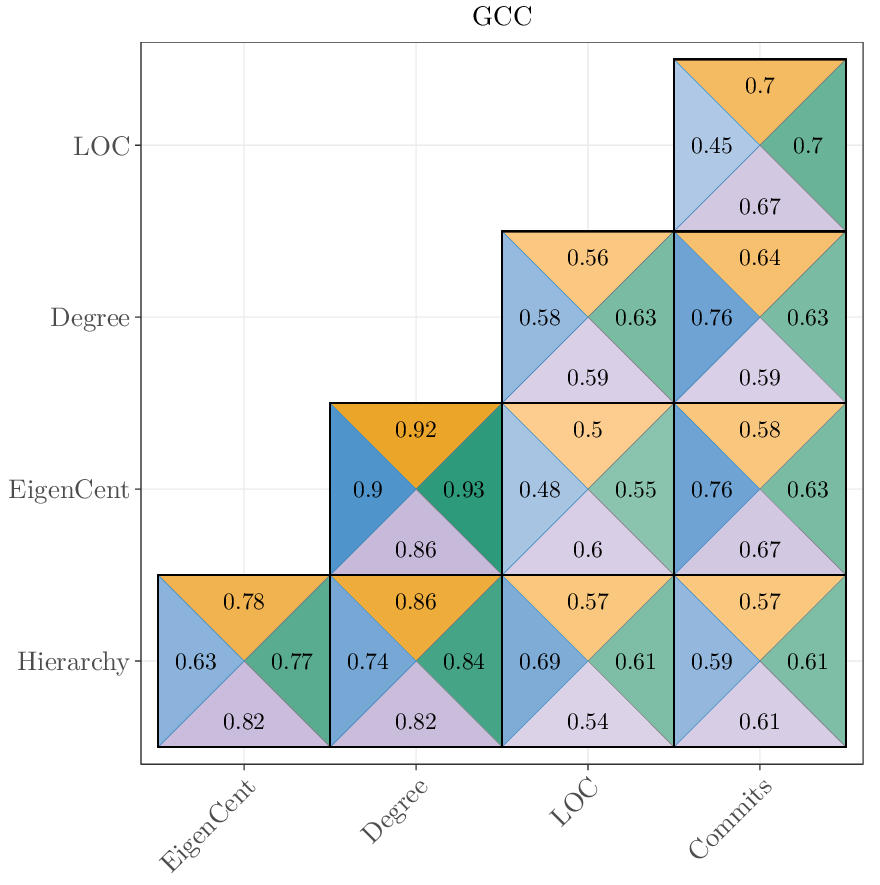 GCC
LOC
0.7
0.45 0.7
0.67
Degree
0.56 0.64
0.58 0.63 0.76 0.63
0.59 0.59
EigenCent
0.92 0.5 0.58
0.9 0.93 0.48 0.55 0.76 0.63
0.86 0.6 0.67
Hierarchy
0.78 0.86 0.57 0.57
0.63 0.77 0.74 0.84 0.69 0.61 0.59 0.61
0.82 0.82 0.54 0.61
EigenCent
Degree
LOC
Commits